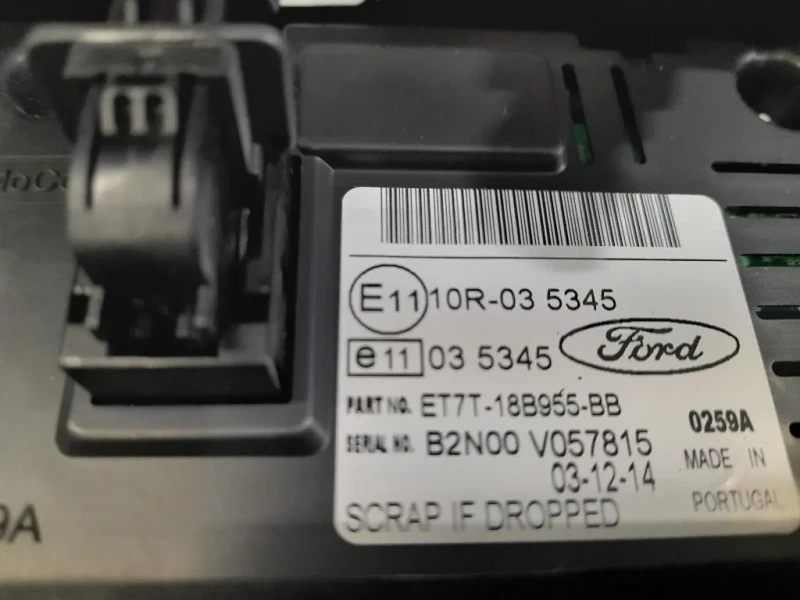 E11 10R-03 5345
e11 03 5345 Ford
PART NO. ET7T-18B955-BB
SERIAL NO. B2N00 V057815 0259A
03-12-14 MADE IN
SCRAP IF DROPPED PORTUGAL
9A